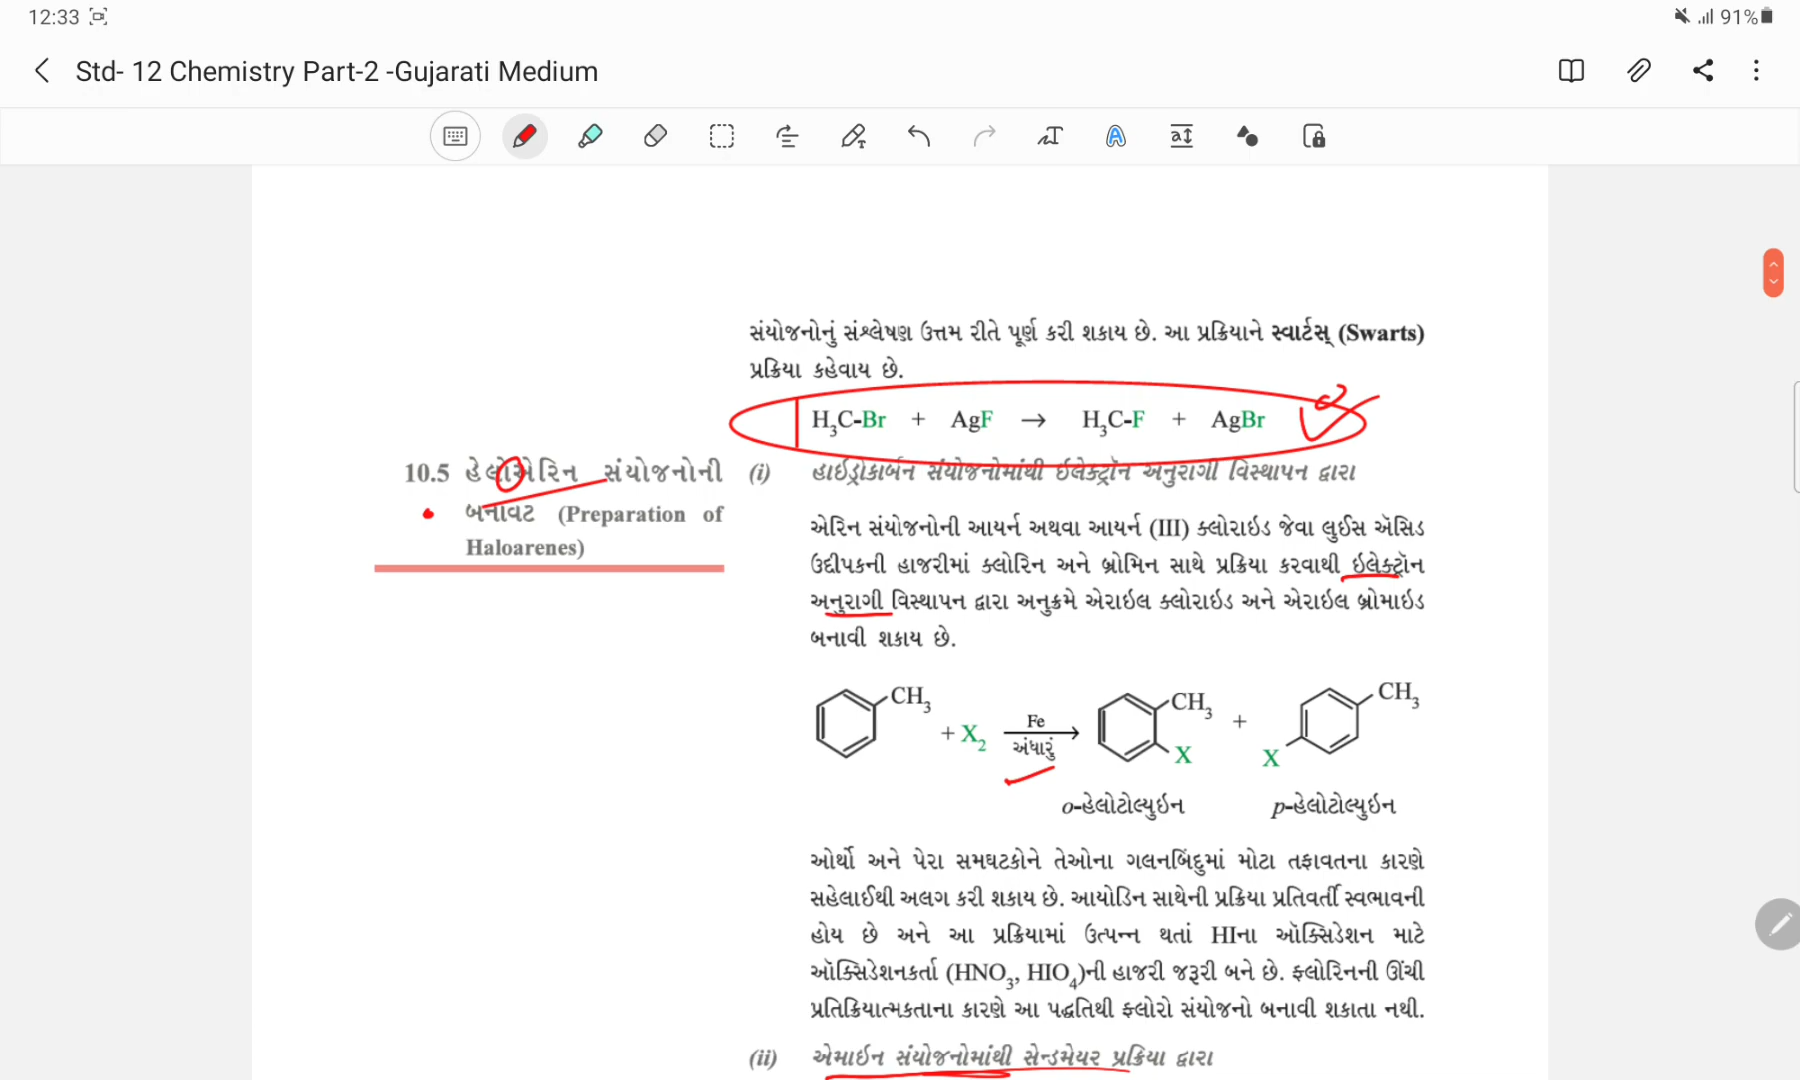 12:33
91%
Std- 12 Chemistry Part-2 -Gujarati Medium
સંયોજનોનું સંશ્લેષણ ઉત્તમ રીતે પૂર્ણ કરી શકાય છે. આ પ્રક્રિયાને સ્વાર્ટસ્ (Swarts)
પ્રક્રિયા કહેવાય છે.
H₃C-Br + AgF → H₃C-F + AgBr
10.5 હેલોએરિન સંયોજનોની
બનાવટ (Preparation of
Haloarenes)
(i) હાઈડ્રોકાર્બન સંયોજનોમાંથી ઇલેક્ટ્રૉન અનુરાગી વિસ્થાપન દ્વારા
એરિન સંયોજનોની આયર્ન અથવા આયર્ન (III) ક્લોરાઇડ જેવા લુઈસ ઍસિડ
ઉદ્દીપકની હાજરીમાં ક્લોરિન અને બ્રોમિન સાથે પ્રક્રિયા કરવાથી ઇલેક્ટ્રૉન
અનુરાગી વિસ્થાપન દ્વારા અનુક્રમે એરાઇલ ક્લોરાઇડ અને એરાઇલ બ્રોમાઇડ
બનાવી શકાય છે.
CH₃ + X₂ Fe અંધારું CH₃ X + CH₃ X
o-હેલોટોલ્યુઇન p-હેલોટોલ્યુઇન
ઓર્થો અને પેરા સમઘટકોને તેઓના ગલનબિંદુમાં મોટા તફાવતના કારણે
સહેલાઈથી અલગ કરી શકાય છે. આયોડિન સાથેની પ્રક્રિયા પ્રતિવર્તી સ્વભાવની
હોય છે અને આ પ્રક્રિયામાં ઉત્પન્ન થતાં HIના ઑક્સિડેશન માટે
ઑક્સિડેશનકર્તા (HNO₃, HIO₄)ની હાજરી જરૂરી બને છે. ફ્લોરિનની ઊંચી
પ્રતિક્રિયાત્મકતાના કારણે આ પદ્ધતિથી ફ્લોરો સંયોજનો બનાવી શકાતા નથી.
(ii) એમાઇન સંયોજનોમાંથી સેન્ડમેયર પ્રક્રિયા દ્વારા